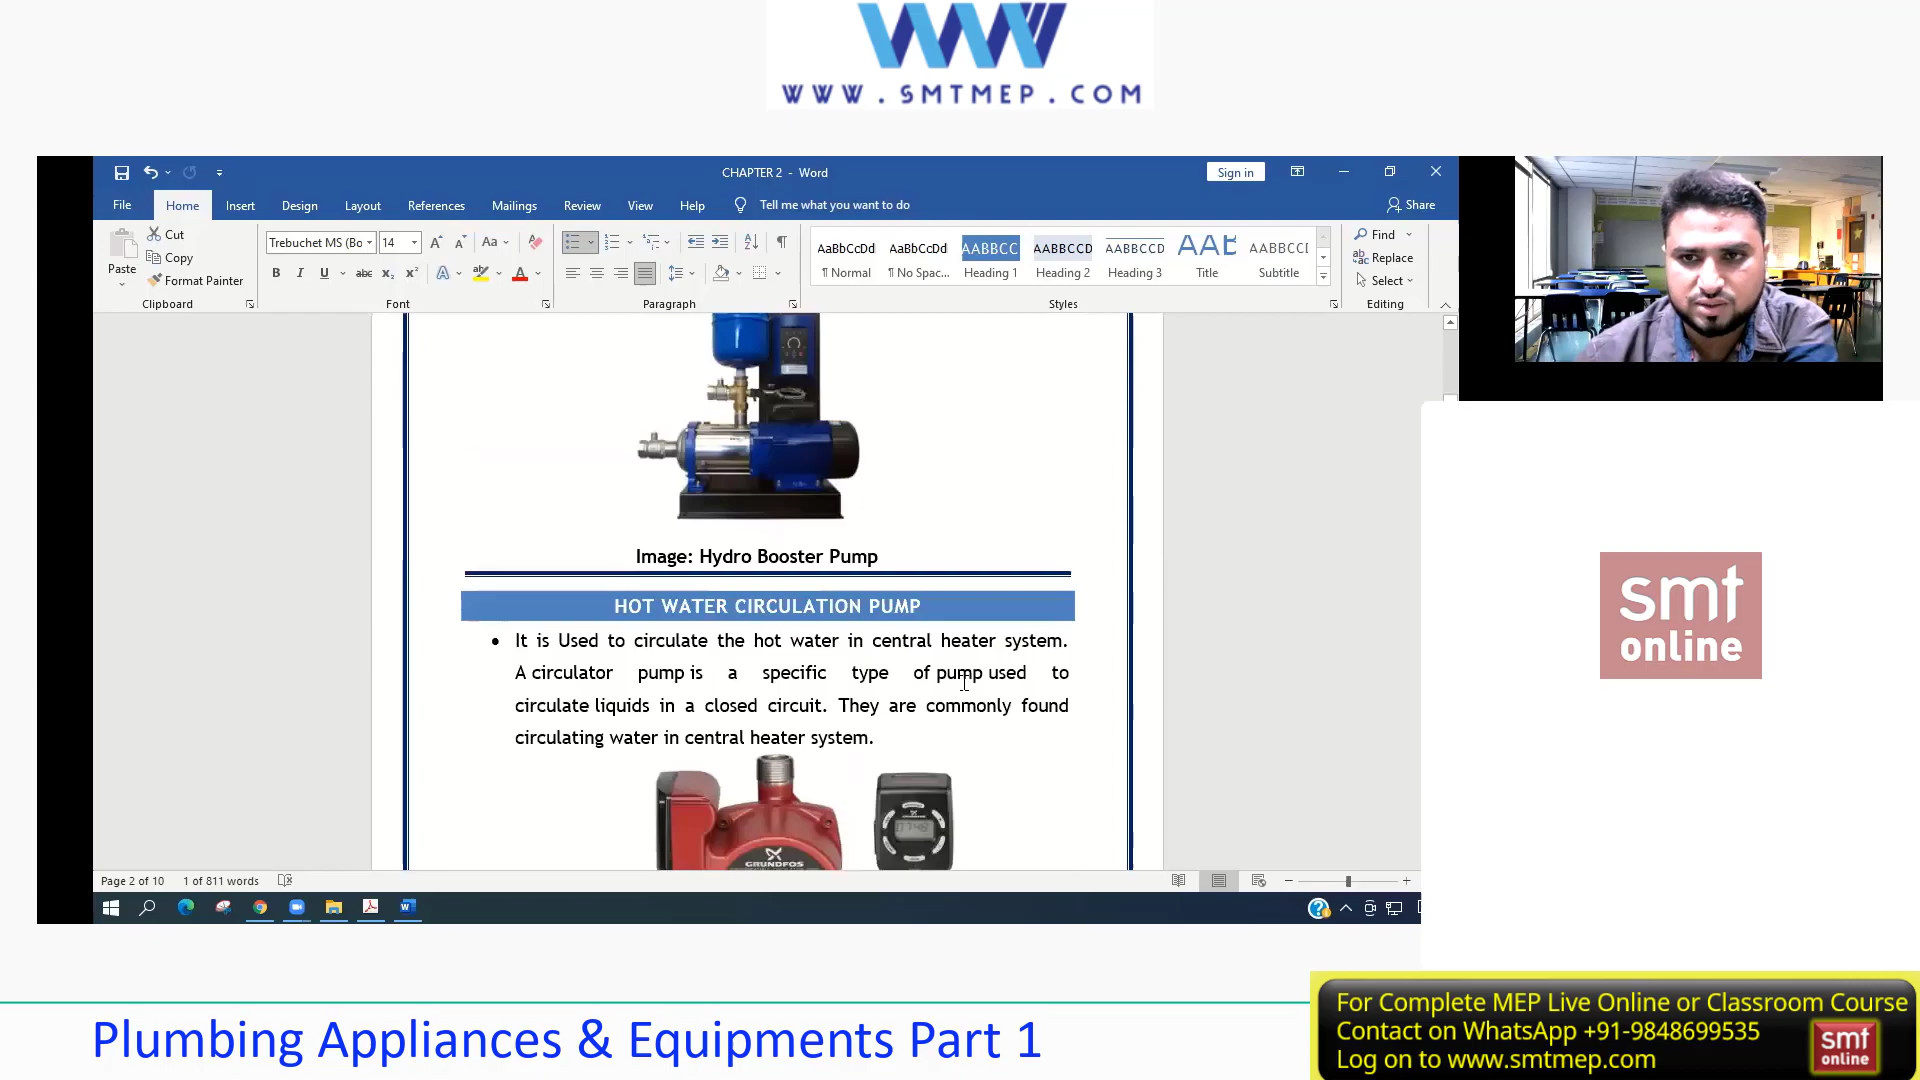 WWW.SMTMEP.COM
CHAPTER 2 - Word
Sign in
File
Home
Insert
Design
Layout
References
Mailings
Review
View
Help
Tell me what you want to do
Share
Paste
Cut
Copy
Format Painter
Clipboard
Trebuchet MS (Bo
14
Font
Paragraph
AaBbCcDd
¶ Normal
AaBbCcDd
¶ No Spac...
AABBCC
Heading 1
AABBCCD
Heading 2
AABBCCD
Heading 3
Title
Subtitle
Styles
Find
Replace
Select
Editing
Image: Hydro Booster Pump
HOT WATER CIRCULATION PUMP
• It is Used to circulate the hot water in central heater system.
A circulator pump is a specific type of pump used to
circulate liquids in a closed circuit. They are commonly found
circulating water in central heater system.
GRUNDFOS
Page 2 of 10
1 of 811 words
smt
online
Plumbing Appliances & Equipments Part 1
For Complete MEP Live Online or Classroom Course
Contact on WhatsApp +91-9848699535
Log on to www.smtmep.com
smt
online